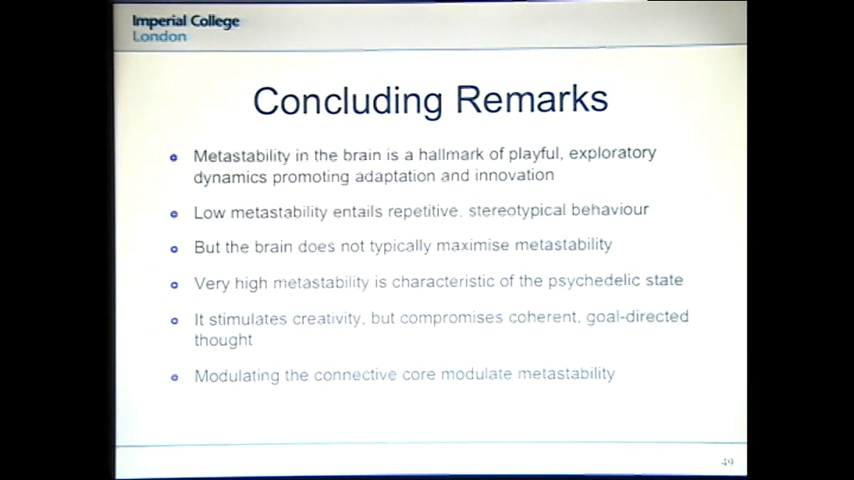 Imperial College
London
Concluding Remarks
Metastability in the brain is a hallmark of playful, exploratory
dynamics promoting adaptation and innovation
Low metastability entails repetitive, stereotypical behaviour
But the brain does not typically maximise metastability
Very high metastability is characteristic of the psychedelic state
It stimulates creativity, but compromises coherent, goal-directed
thought
Modulating the connective core modulate metastability
49